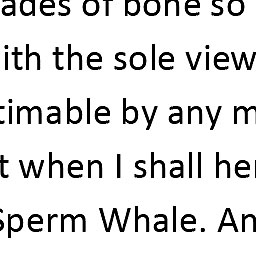 ades of bone so
ith the sole view
timable by any m
t when I shall her
Sperm Whale. An